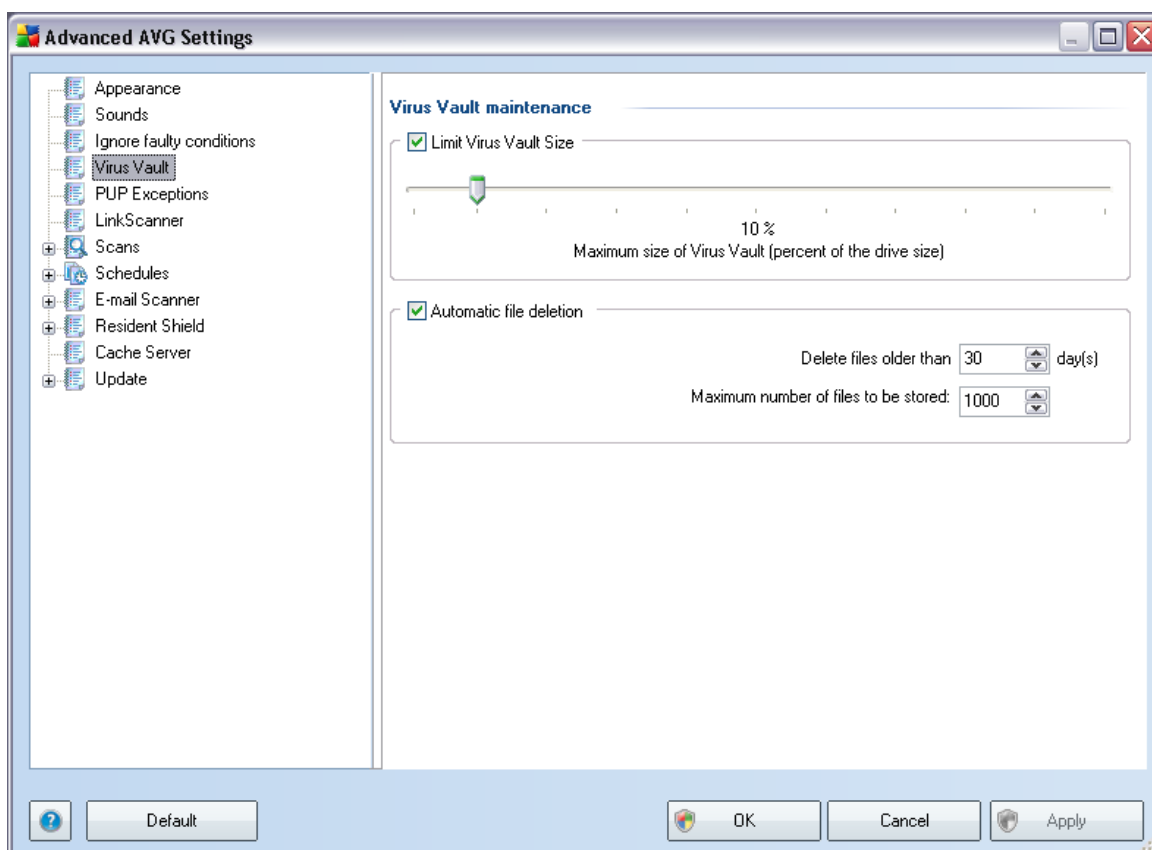 Advanced AVG Settings
Appearance
Sounds
Ignore faulty conditions
Virus Vault
PUP Exceptions
LinkScanner
Scans
Schedules
E-mail Scanner
Resident Shield
Cache Server
Update
Virus Vault maintenance
Limit Virus Vault Size
10 %
Maximum size of Virus Vault (percent of the drive size)
Automatic file deletion
Delete files older than 30 day(s)
Maximum number of files to be stored: 1000
? Default OK Cancel Apply